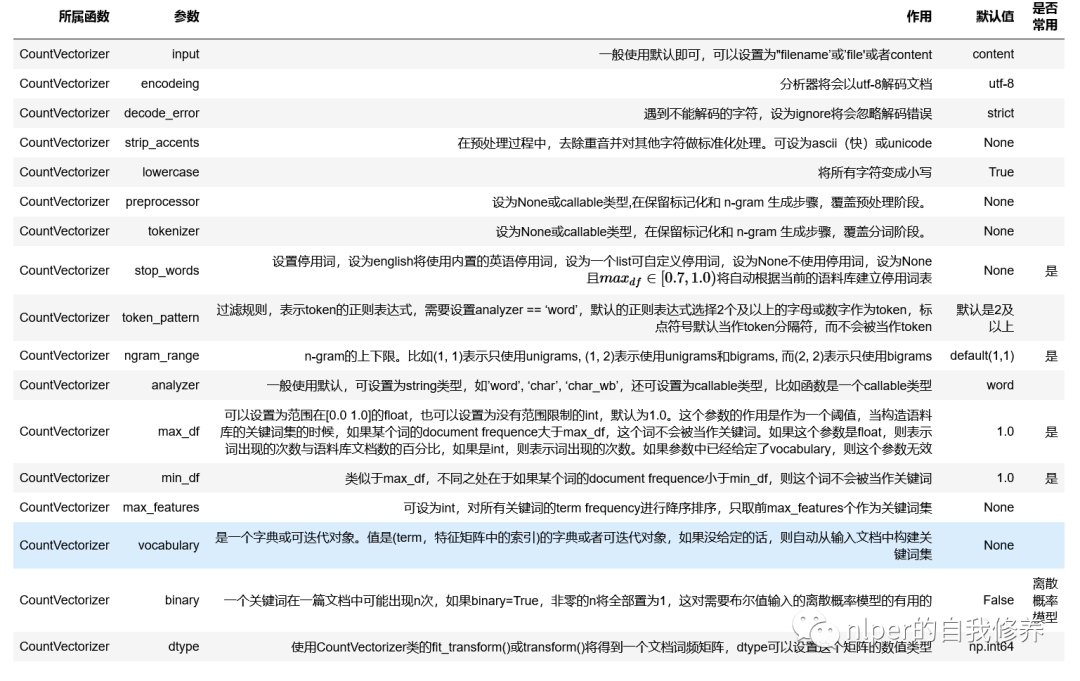 所属函数 参数 作用 默认值 是否
常用
CountVectorizer input 一般使用默认即可，可以设置为"filename'或'file'或者content content
CountVectorizer encodeing 分析器将会以utf-8解码文档 utf-8
CountVectorizer decode_error 遇到不能解码的字符，设为ignore将会忽略解码错误 strict
CountVectorizer strip_accents 在预处理过程中，去除重音并对其他字符做标准化处理。可设为ascii（快）或unicode None
CountVectorizer lowercase 将所有字符变成小写 True
CountVectorizer preprocessor 设为None或callable类型,在保留标记化和 n-gram 生成步骤，覆盖预处理阶段。 None
CountVectorizer tokenizer 设为None或callable类型，在保留标记化和 n-gram 生成步骤，覆盖分词阶段。 None
CountVectorizer stop_words 设置停用词，设为english将使用内置的英语停用词，设为一个list可自定义停用词，设为None不使用停用词，设为None
且max_df ∈ [0.7, 1.0)将自动根据当前的语料库建立停用词表 None 是
CountVectorizer token_pattern 过滤规则，表示token的正则表达式，需要设置analyzer == 'word'，默认的正则表达式选择2个及以上的字母或数字作为token，标
点符号默认当作token分隔符，而不会被当作token 默认是2及
以上
CountVectorizer ngram_range n-gram的上下限。比如(1, 1)表示只使用unigrams, (1, 2)表示使用unigrams和bigrams, 而(2, 2)表示只使用bigrams default(1,1) 是
CountVectorizer analyzer 一般使用默认，可设置为string类型，如'word', 'char', 'char_wb'，还可设置为callable类型，比如函数是一个callable类型 word
CountVectorizer max_df 可以设置为范围在[0.0 1.0]的float，也可以设置为没有范围限制的int，默认为1.0。这个参数的作用是作为一个阈值，当构造语料
库的关键词集的时候，如果某个词的document frequence大于max_df，这个词不会被当作关键词。如果这个参数是float，则表示
词出现的次数与语料库文档数的百分比，如果是int，则表示词出现的次数。如果参数中已经给定了vocabulary，则这个参数无效 1.0 是
CountVectorizer min_df 类似于max_df，不同之处在于如果某个词的document frequence小于min_df，则这个词不会被当作关键词 1.0 是
CountVectorizer max_features 可设为int，对所有关键词的term frequency进行降序排序，只取前max_features个作为关键词集 None
CountVectorizer vocabulary 是一个字典或可迭代对象。值是(term，特征矩阵中的索引)的字典或者可迭代对象，如果没给定的话，则自动从输入文档中构建关
键词集 None
CountVectorizer binary 一个关键词在一篇文档中可能出现n次，如果binary=True，非零的n将全部置为1，这对需要布尔值输入的离散概率模型的有用的 False 离散
概率
模型
CountVectorizer dtype 使用CountVectorizer类的fit_transform()或transform()将得到一个文档词频矩阵，dtype可以设置这个矩阵的数值类型 np.int64
nlper的自我修养